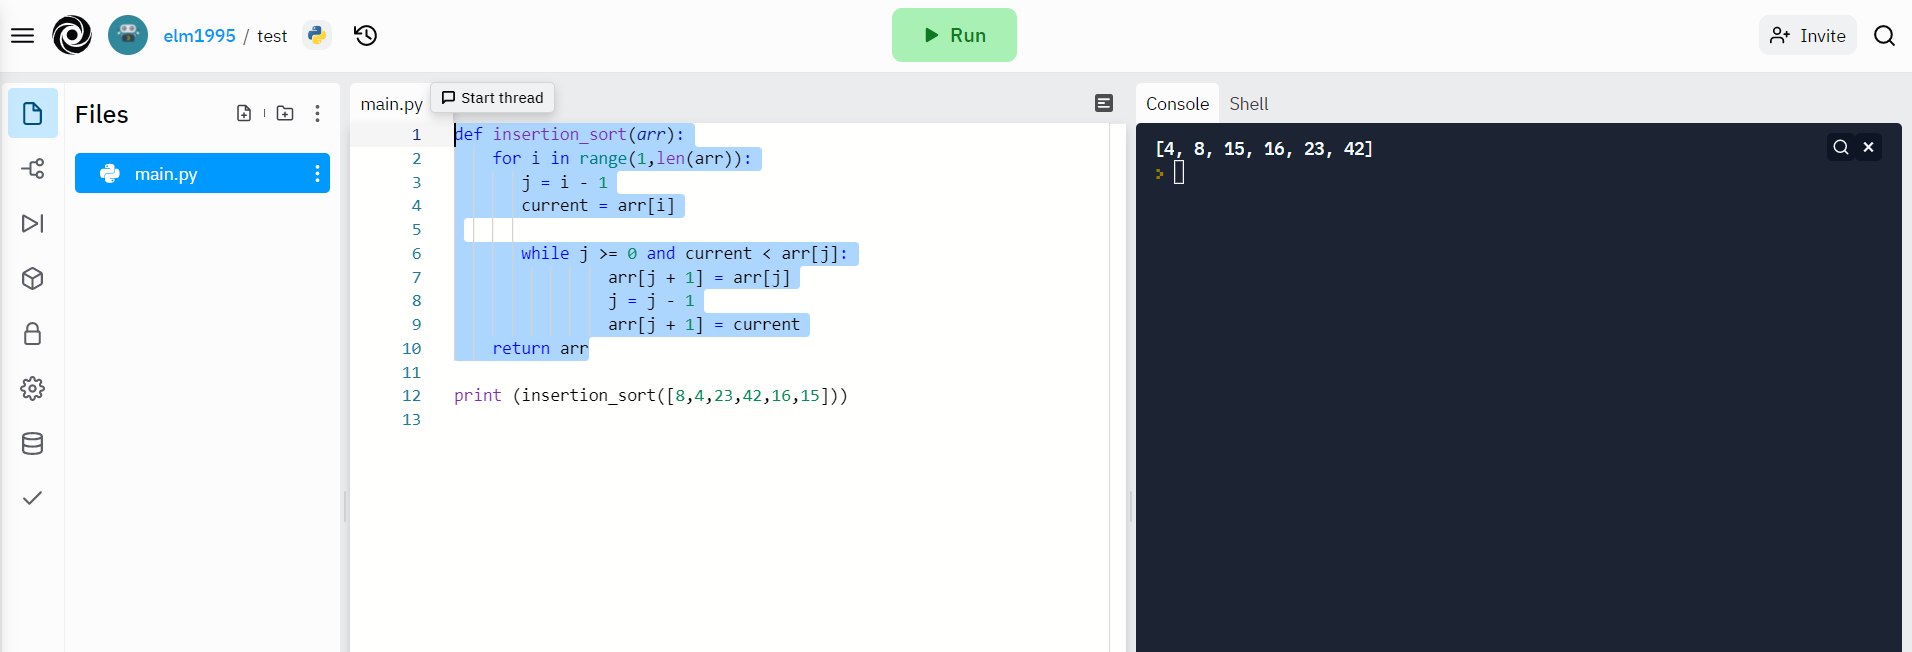 elm1995 / test
Run
Invite
Files
main.py
main.py
Start thread
1 def insertion_sort(arr):
2     for i in range(1,len(arr)):
3        j = i - 1
4        current = arr[i]
5
6        while j >= 0 and current < arr[j]:
7                 arr[j + 1] = arr[j]
8                 j = j - 1
9                 arr[j + 1] = current
10     return arr
11
12 print (insertion_sort([8,4,23,42,16,15]))
13
Console Shell
[4, 8, 15, 16, 23, 42]